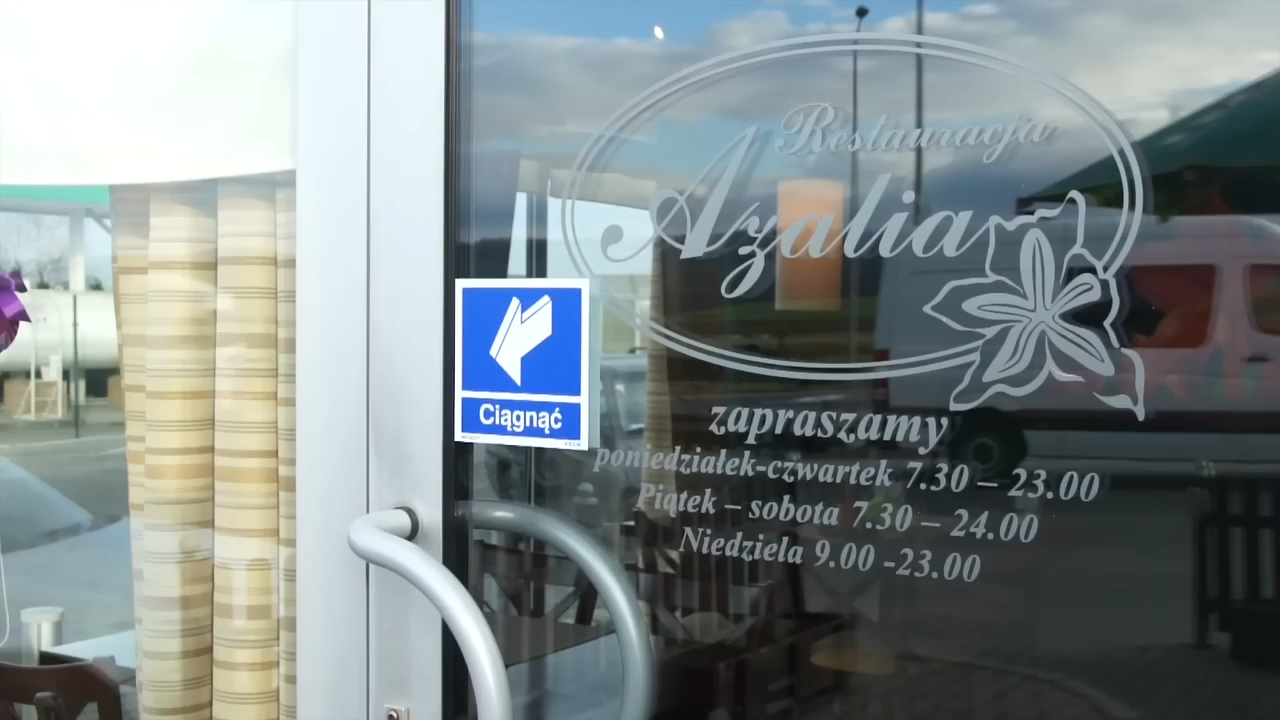 Restauracja
Azalia
Ciągnąć
zapraszamy
poniedziałek-czwartek 7.30 – 23.00
Piątek – sobota 7.30 – 24.00
Niedziela 9.00 -23.00